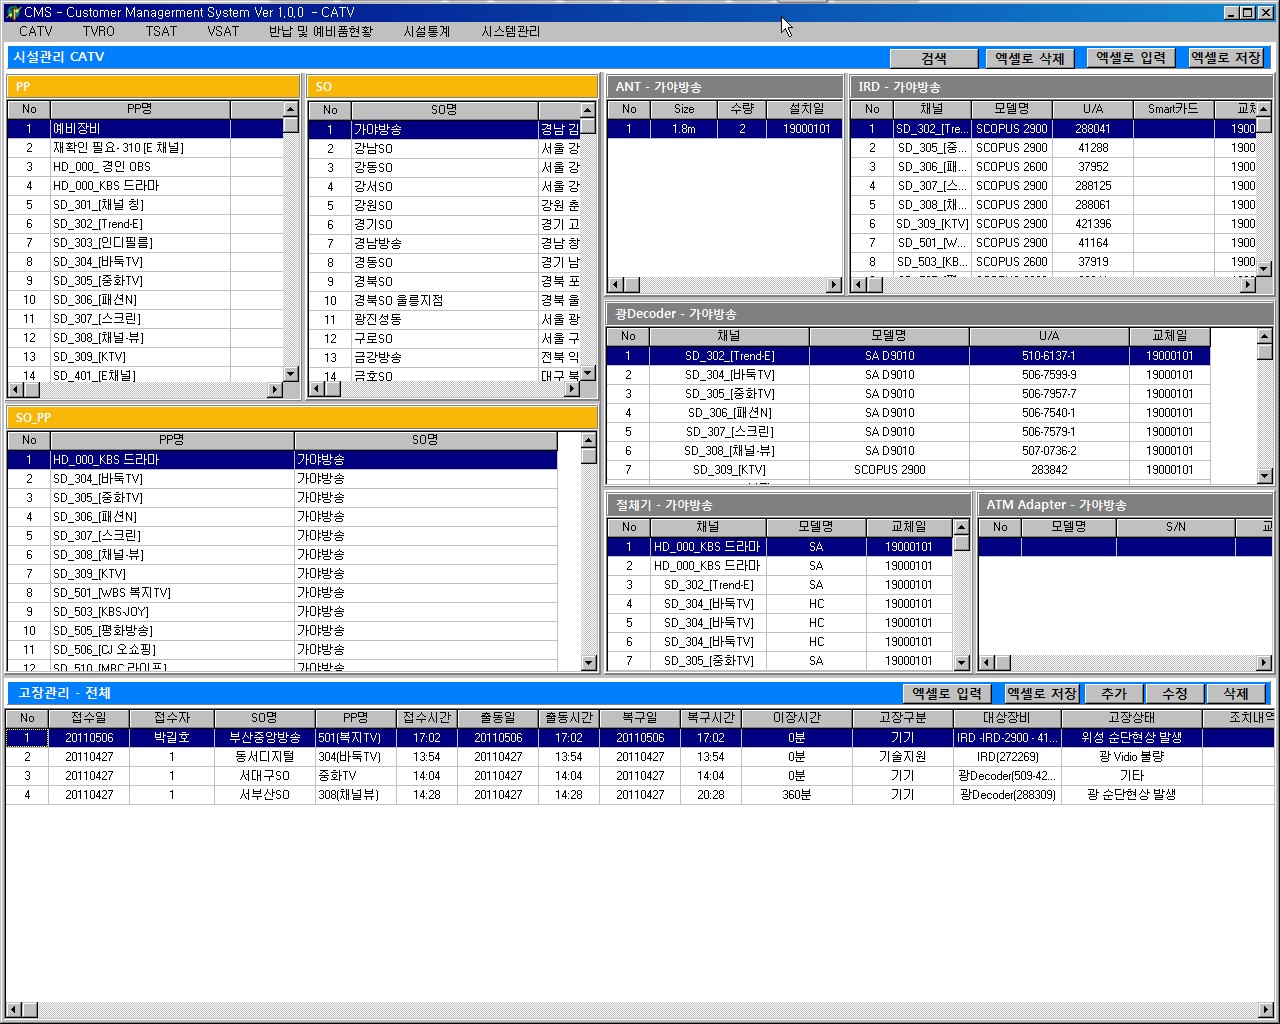 CMS - Customer Managerment System Ver 1,0,0 - CATV
CATV TVRO TSAT VSAT 반납 및 예비품현황 시설통계 시스템관리
시설관리 CATV 검색 엑셀로 삭제 엑셀로 입력 엑셀로 저장
PP
No PP명
1 예비장비
2 재확인 필요-310 [E 채널]
3 HD_000_ 경인 OBS
4 HD_000_KBS 드라마
5 SD_301_[채널 칭]
6 SD_302_[Trend-E]
7 SD_303_[인디필름]
8 SD_304_[바둑TV]
9 SD_305_[중화TV]
10 SD_306_[패션N]
11 SD_307_[스크린]
12 SD_308_[채널-뷰]
13 SD_309_[KTV]
14 SD_401_[E채널]
SO
No SO명
1 가야방송 경남 김
2 강남SO 서울 강
3 강동SO 서울 강
4 강서SO 서울 강
5 강원SO 강원 춘
6 경기SO 경기 고
7 경남방송 경남 창
8 경동SO 경기 남
9 경북SO 경북 포
10 경북SO 울릉지점 경북 울
11 광진성동 서울 광
12 구로SO 서울 구
13 금강방송 전북 익
14 금호SO 대구 북
SO_PP
No PP명 SO명
1 HD_000_KBS 드라마 가야방송
2 SD_304_[바둑TV] 가야방송
3 SD_305_[중화TV] 가야방송
4 SD_306_[패션N] 가야방송
5 SD_307_[스크린] 가야방송
6 SD_308_[채널-뷰] 가야방송
7 SD_309_[KTV] 가야방송
8 SD_501_[WBS 복지TV] 가야방송
9 SD_503_[KBS-JOY] 가야방송
10 SD_505_[평화방송] 가야방송
11 SD_506_[CJ 오쇼핑] 가야방송
12 SD_510_[MBC 라이프] 가야방송
ANT - 가야방송
No Size 수량 설치일
1 1.8m 2 19000101
IRD - 가야방송
No 채널 모델명 U/A Smart카드 교체
1 SD_302_[Tre... SCOPUS 2900 288041 1900
2 SD_305_[중... SCOPUS 2900 41288 1900
3 SD_306_[패... SCOPUS 2600 37952 1900
4 SD_307_[스... SCOPUS 2900 288125 1900
5 SD_308_[채... SCOPUS 2900 288061 1900
6 SD_309_[KTV] SCOPUS 2900 421396 1900
7 SD_501_[W... SCOPUS 2900 41164 1900
8 SD_503_[KB... SCOPUS 2900 37919 1900
광Decoder - 가야방송
No 채널 모델명 U/A 교체일
1 SD_302_[Trend-E] SA D9010 510-6137-1 19000101
2 SD_304_[바둑TV] SA D9010 506-7599-9 19000101
3 SD_305_[중화TV] SA D9010 506-7957-7 19000101
4 SD_306_[패션N] SA D9010 506-7540-1 19000101
5 SD_307_[스크린] SA D9010 506-7579-1 19000101
6 SD_308_[채널-뷰] SA D9010 507-0736-2 19000101
7 SD_309_[KTV] SCOPUS 2900 283842 19000101
절체기 - 가야방송
No 채널 모델명 교체일
1 HD_000_KBS 드라마 SA 19000101
2 HD_000_KBS 드라마 SA 19000101
3 SD_302_[Trend-E] SA 19000101
4 SD_304_[바둑TV] HC 19000101
5 SD_304_[바둑TV] HC 19000101
6 SD_304_[바둑TV] HC 19000101
7 SD_305_[중화TV] SA 19000101
ATM Adapter - 가야방송
No 모델명 S/N 교
고장관리 - 전체 엑셀로 입력 엑셀로 저장 추가 수정 삭제
No 접수일 접수자 SO명 PP명 접수시간 출동일 출동시간 복구일 복구시간 이장시간 고장구분 대상장비 고장상태 조치내역
1 20110506 박길호 부산중앙방송 501(복지TV) 17:02 20110506 17:02 20110506 17:02 0분 기기 IRD -IRD-2900 - 41... 위성 순단현상 발생
2 20110427 1 동서디지털 304(바둑TV) 13:54 20110427 13:54 20110427 13:54 0분 기술지원 IRD(272269) 광 Vidio 불량
3 20110427 1 서대구SO 중화TV 14:04 20110427 14:04 20110427 14:04 0분 기기 광Decoder(509-42... 기타
4 20110427 1 서부산SO 308(채널뷰) 14:28 20110427 14:28 20110427 20:28 360분 기기 광Decoder(288309) 광 순단현상 발생